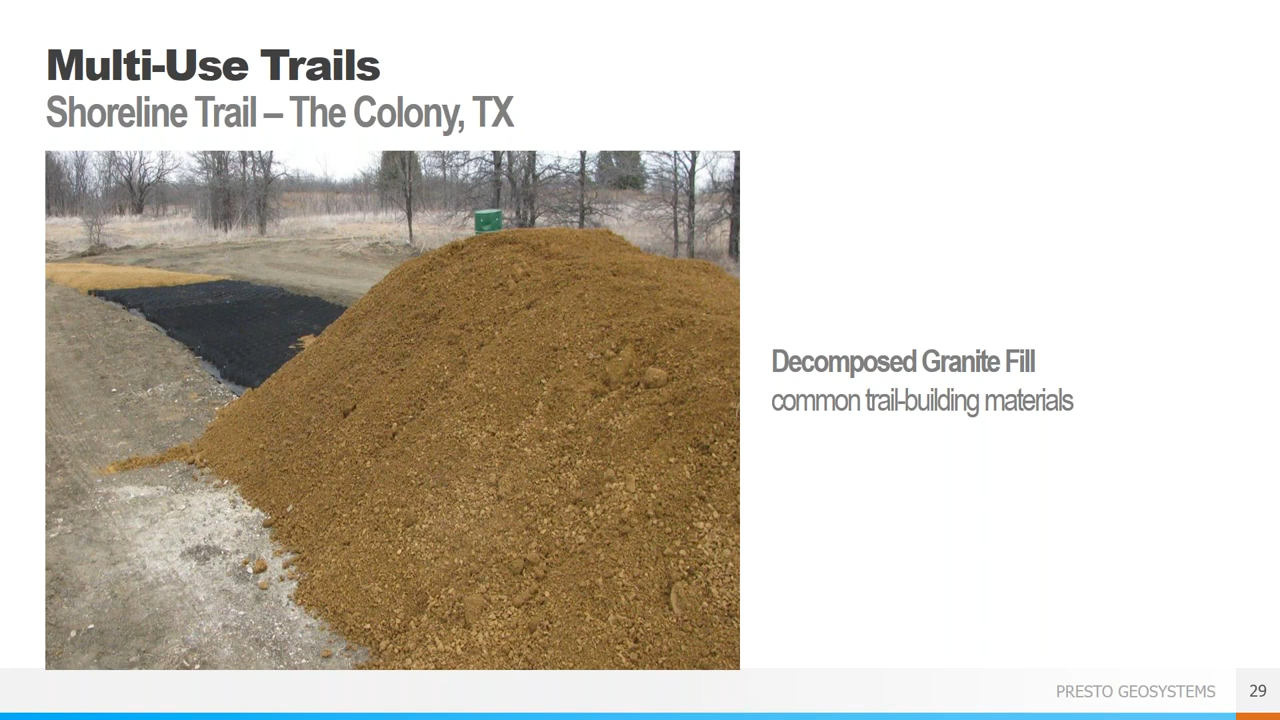 Multi-Use Trails
Shoreline Trail – The Colony, TX
Decomposed Granite Fill
common trail-building materials
PRESTO GEOSYSTEMS
29